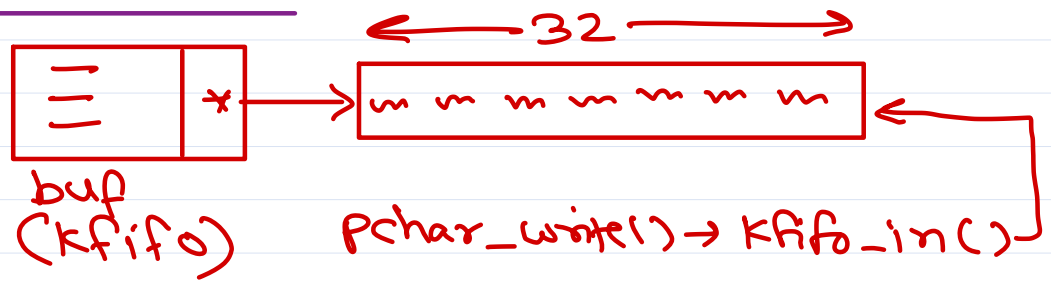 32
*
buf
(kfifo)
pchar_write() → kfifo_in()